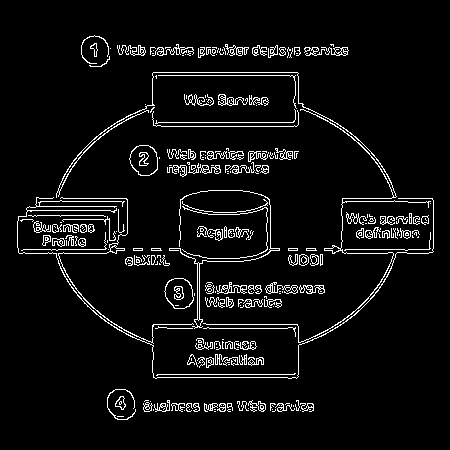 1 Web service provider deploys service
Web Service
2 Web service provider
registers service
Business
Profile
Registry
Web service
definition
ebXML
UDDI
3 Business discovers
Web service
Business
Application
4 Business uses Web service